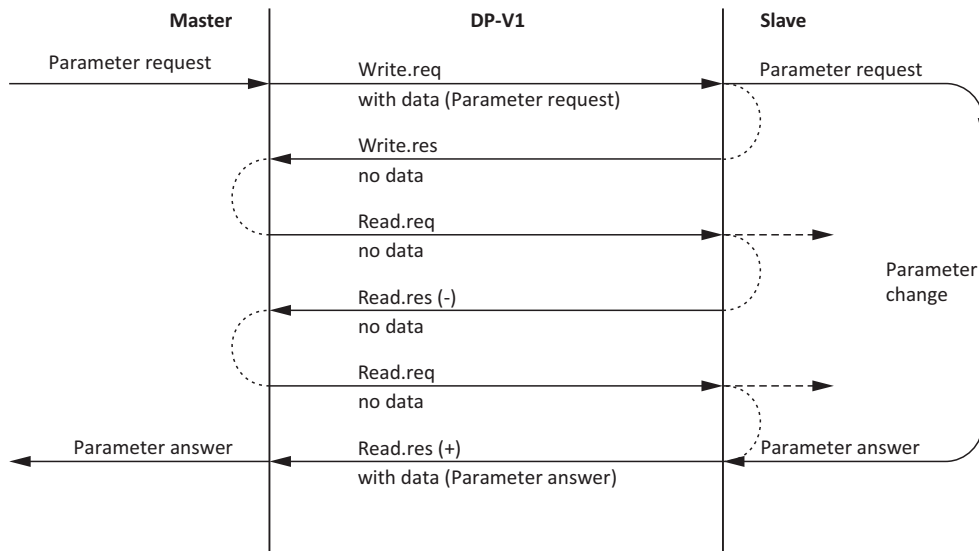 Master
DP-V1
Slave
Parameter request
Write.req
Parameter request
with data (Parameter request)
Write.res
no data
Read.req
no data
Parameter
change
Read.res (-)
no data
Read.req
no data
Parameter answer
Read.res (+)
Parameter answer
with data (Parameter answer)